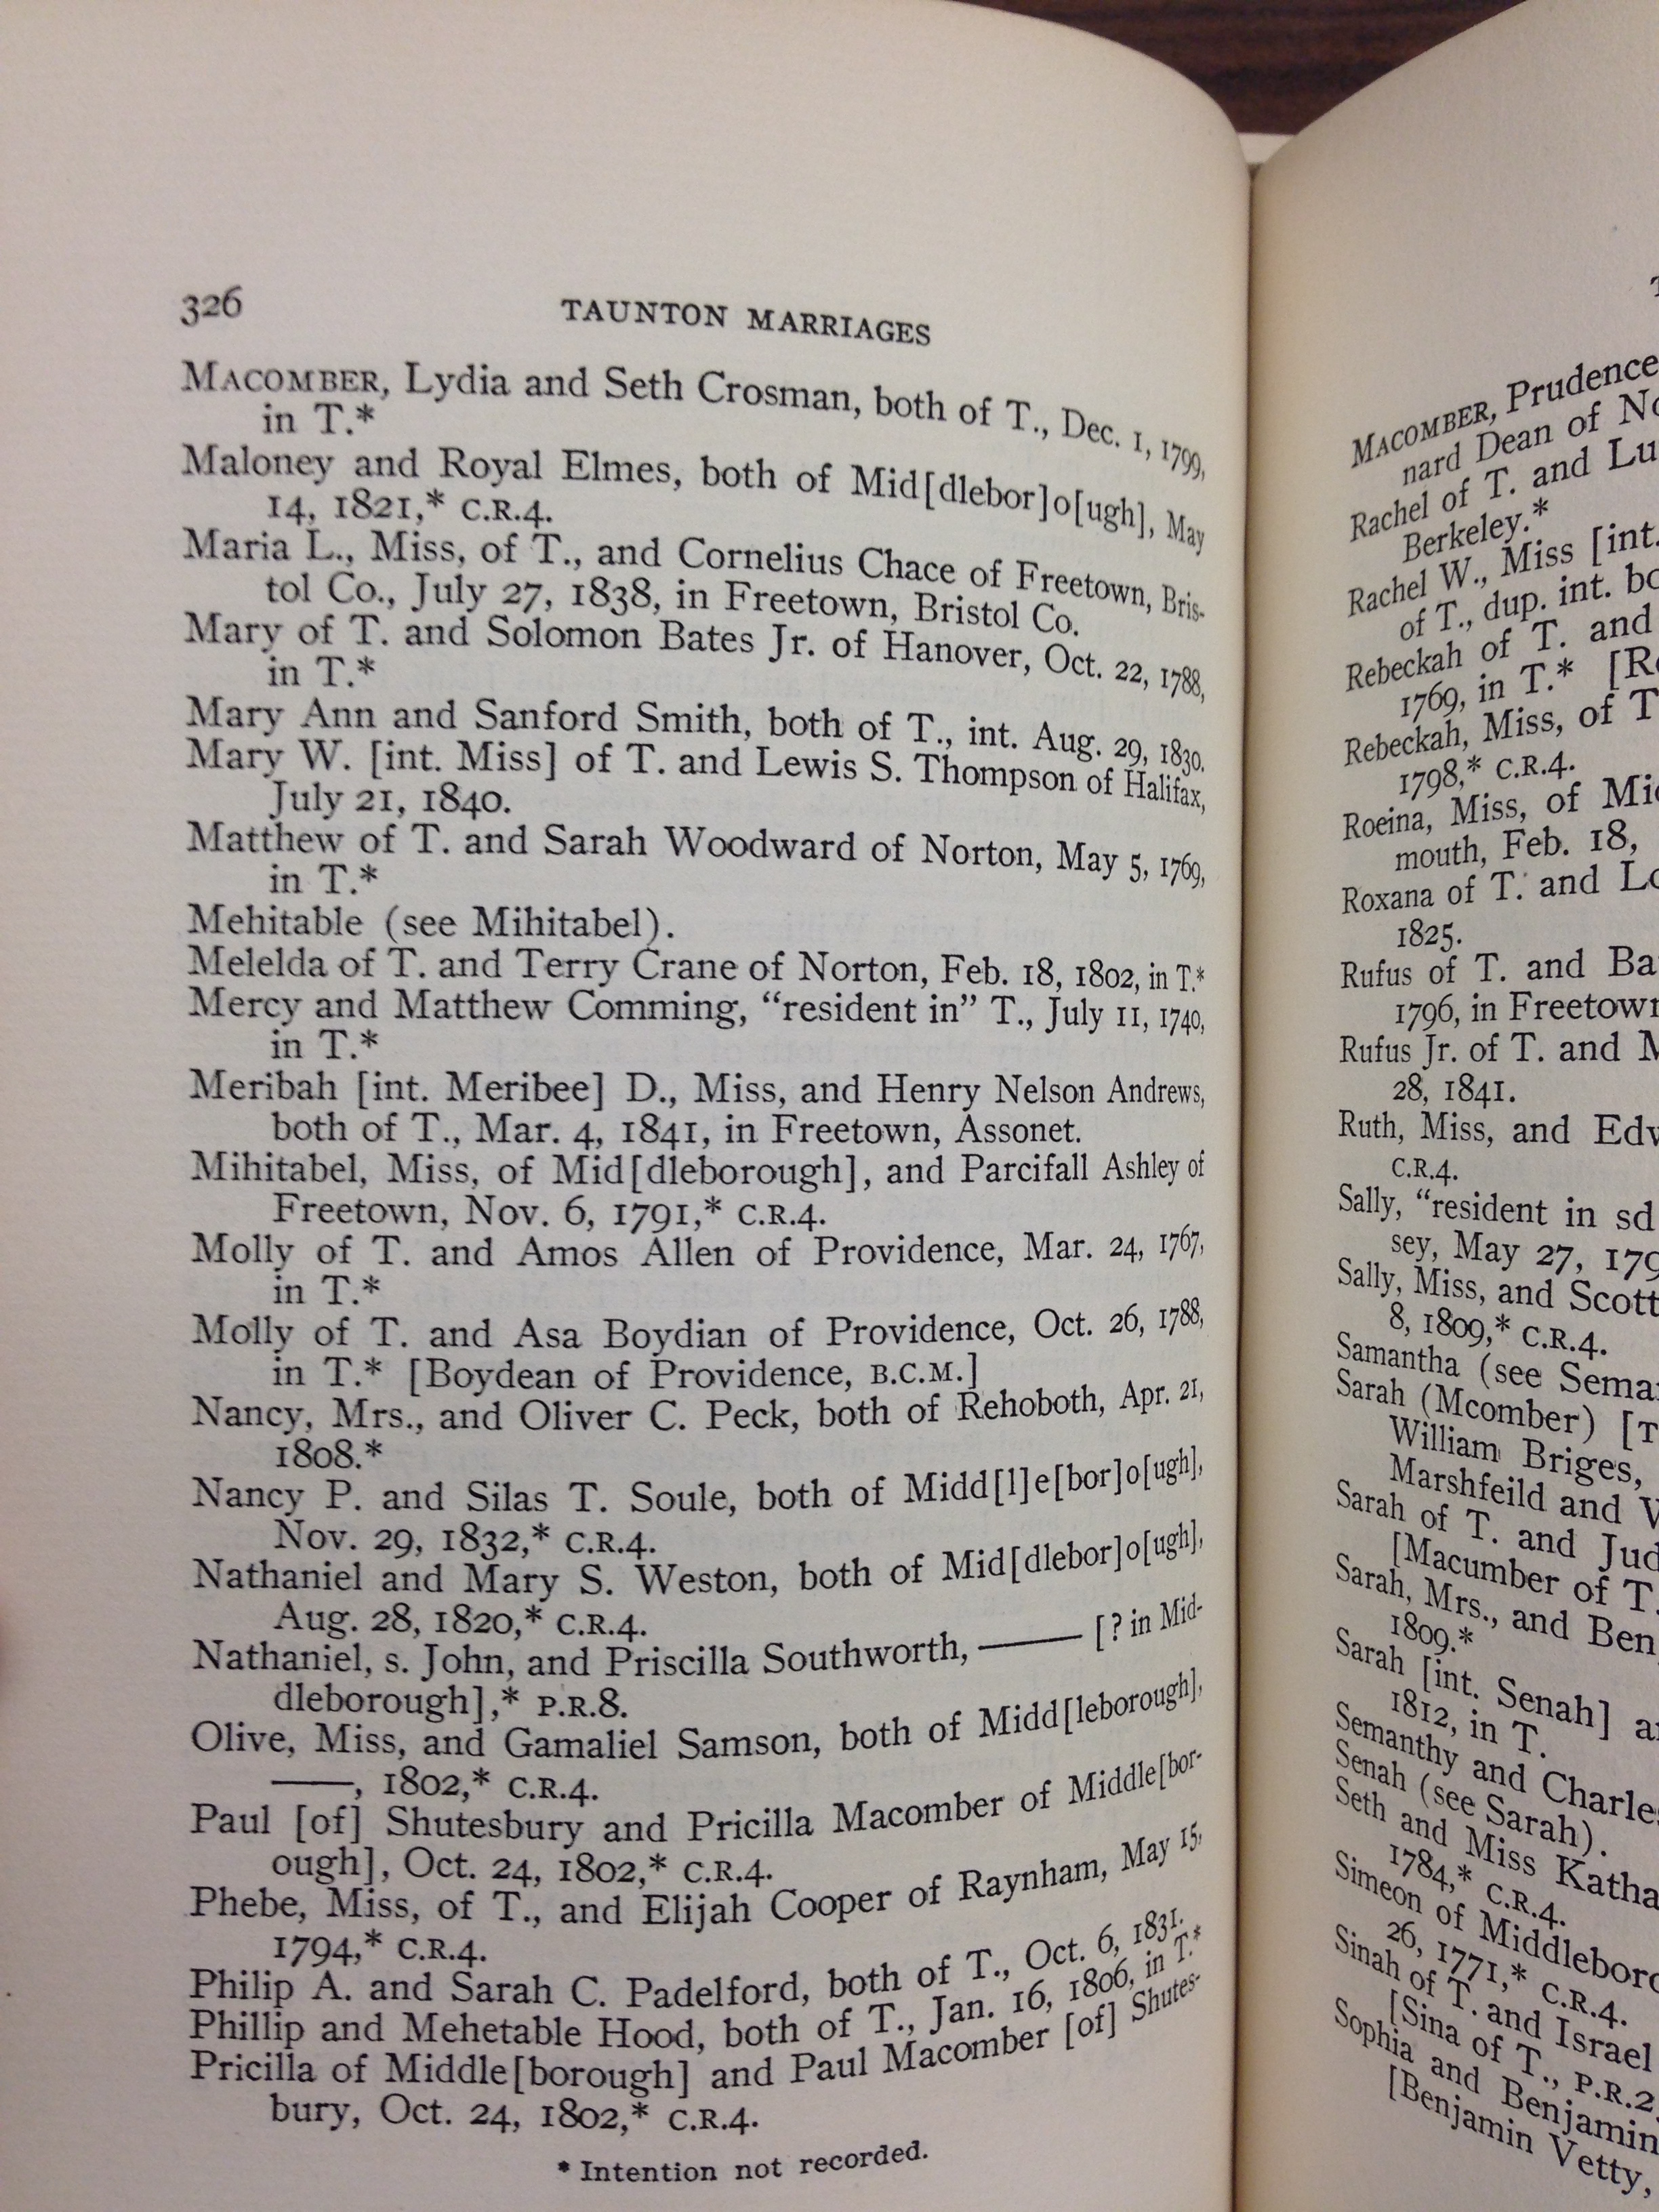 326 TAUNTON MARRIAGES
MACOMBER, Lydia and Seth Crosman, both of T., Dec. 1, 1799,
in T.*
Maloney and Royal Elmes, both of Mid[dlebor]o[ugh], May
14, 1821,* C.R.4.
Maria L., Miss, of T., and Cornelius Chace of Freetown, Bris-
tol Co., July 27, 1838, in Freetown, Bristol Co.
Mary of T. and Solomon Bates Jr. of Hanover, Oct. 22, 1788,
in T.*
Mary Ann and Sanford Smith, both of T., int. Aug. 29, 1830.
Mary W. [int. Miss] of T. and Lewis S. Thompson of Halifax,
July 21, 1840.
Matthew of T. and Sarah Woodward of Norton, May 5, 1769,
in T.*
Mehitable (see Mihitabel).
Melelda of T. and Terry Crane of Norton, Feb. 18, 1802, in T.*
Mercy and Matthew Comming, “resident in” T., July 11, 1740,
in T.*
Meribah [int. Meribee] D., Miss, and Henry Nelson Andrews,
both of T., Mar. 4, 1841, in Freetown, Assonet.
Mihitabel, Miss, of Mid[dleborough], and Parcifall Ashley of
Freetown, Nov. 6, 1791,* C.R.4.
Molly of T. and Amos Allen of Providence, Mar. 24, 1767,
in T.*
Molly of T. and Asa Boydian of Providence, Oct. 26, 1788,
in T.* [Boydean of Providence, B.C.M.]
Nancy, Mrs., and Oliver C. Peck, both of Rehoboth, Apr. 21,
1808.*
Nancy P. and Silas T. Soule, both of Midd[l]e[bor]o[ugh],
Nov. 29, 1832,* C.R.4.
Nathaniel and Mary S. Weston, both of Mid[dlebor]o[ugh],
Aug. 28, 1820,* C.R.4.
Nathaniel, s. John, and Priscilla Southworth, —— [? in Mid-
dleborough],* P.R.8.
Olive, Miss, and Gamaliel Samson, both of Midd[leborough],
——, 1802,* C.R.4.
Paul [of] Shutesbury and Pricilla Macomber of Middle[bor-
ough], Oct. 24, 1802,* C.R.4.
Phebe, Miss, of T., and Elijah Cooper of Raynham, May 15,
1794,* C.R.4.
Philip A. and Sarah C. Padelford, both of T., Oct. 6, 1831.
Phillip and Mehetable Hood, both of T., Jan. 16, 1806, in T.*
Pricilla of Middle[borough] and Paul Macomber [of] Shutes-
bury, Oct. 24, 1802,* C.R.4.
* Intention not recorded.
MACOMBER, Prudence
nard Dean of
Rachel of T. and
Berkeley.*
Rachel W., Miss [int.
of T., dup. int.
Rebeckah of T. and
1769, in T.*
Rebeckah, Miss, of T
1798,* C.R.4.
Roeina, Miss, of
mouth, Feb. 18,
Roxana of T. and
1825.
Rufus of T. and
1796, in Freetown
Rufus Jr. of T. and
28, 1841.
Ruth, Miss, and
C.R.4.
Sally, “resident in sd
sey, May 27,
Sally, Miss, and Scott
8, 1809,* C.R.4.
Samantha (see
Sarah (Mcomber)
William Briges,
Marshfeild and
Sarah of T. and
[Macumber of T.
Sarah, Mrs., and Ben
1809.*
Sarah [int. Senah]
1812, in T.
Semanthy and
Senah (see Sarah).
Seth and Miss
1784,* C.R.4.
Simeon of
26, 1771,* C.R.4.
Sinah of T. and Israel
[Sina of T., P.R.2
Sophia and Benjamin
[Benjamin Vetty,